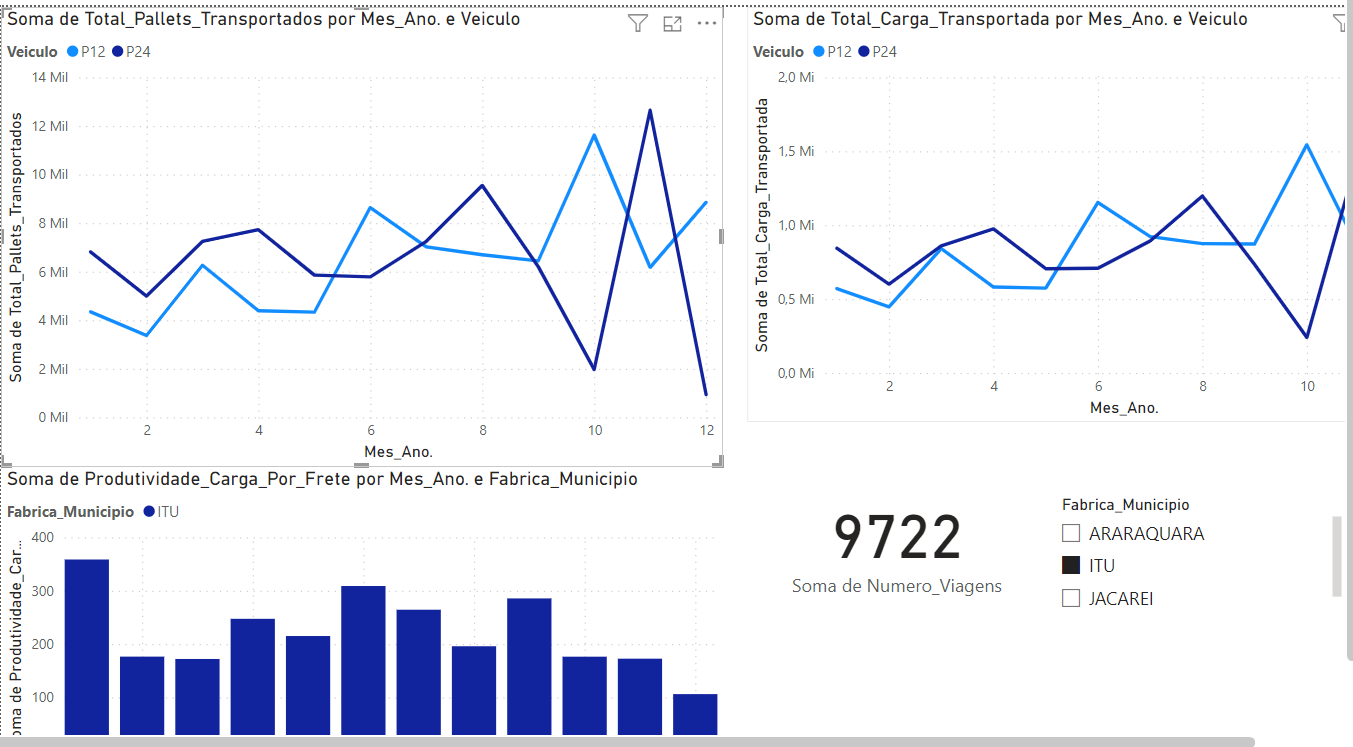 Soma de Total_Pallets_Transportados por Mes_Ano. e Veiculo
Veiculo P12 P24
14 Mil
12 Mil
10 Mil
8 Mil
6 Mil
4 Mil
2 Mil
0 Mil
Soma de Total_Pallets_Transportados
2 4 6 8 10 12
Mes_Ano.
Soma de Total_Carga_Transportada por Mes_Ano. e Veiculo
Veiculo P12 P24
2,0 Mi
1,5 Mi
1,0 Mi
0,5 Mi
0,0 Mi
Soma de Total_Carga_Transportada
2 4 6 8 10
Mes_Ano.
Soma de Produtividade_Carga_Por_Frete por Mes_Ano. e Fabrica_Municipio
Fabrica_Municipio ITU
400
300
200
100
oma de Produtividade_Car...
9722
Soma de Numero_Viagens
Fabrica_Municipio
ARARAQUARA
ITU
JACAREI